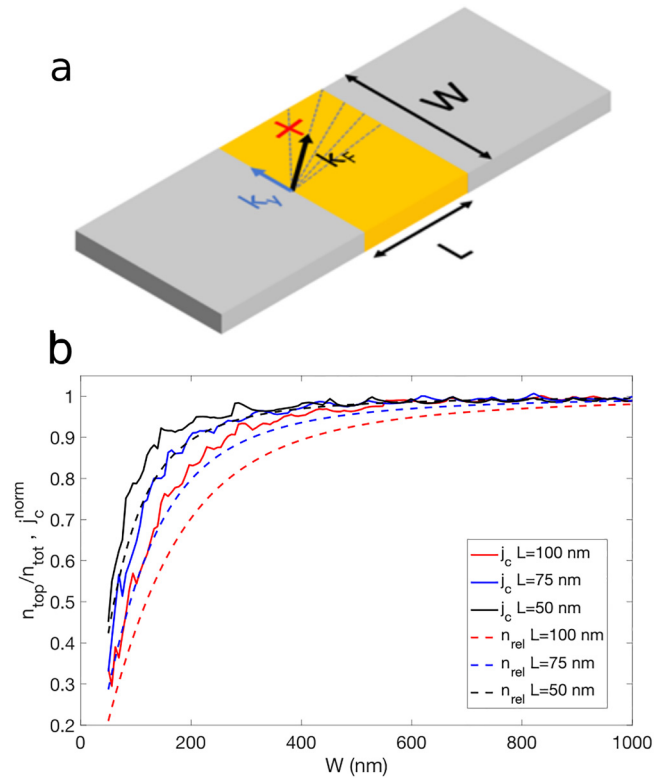 a
W
k_F
k_y
L
b
n_top/n_tot , j_c^norm
1
0.9
0.8
0.7
0.6
0.5
0.4
0.3
0.2
j_c L=100 nm
j_c L=75 nm
j_c L=50 nm
n_rel L=100 nm
n_rel L=75 nm
n_rel L=50 nm
0 200 400 600 800 1000
W (nm)